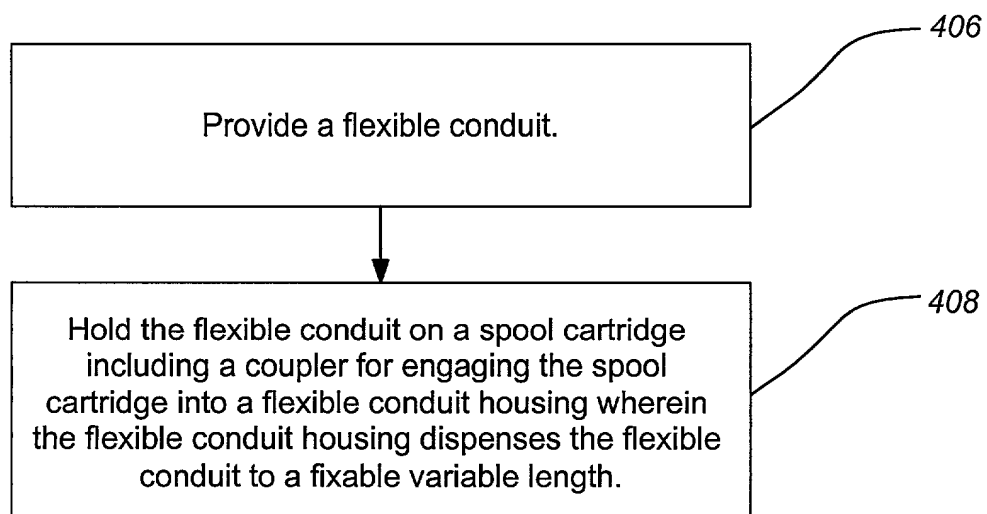 406
Provide a flexible conduit.
408
Hold the flexible conduit on a spool cartridge
including a coupler for engaging the spool
cartridge into a flexible conduit housing wherein
the flexible conduit housing dispenses the flexible
conduit to a fixable variable length.